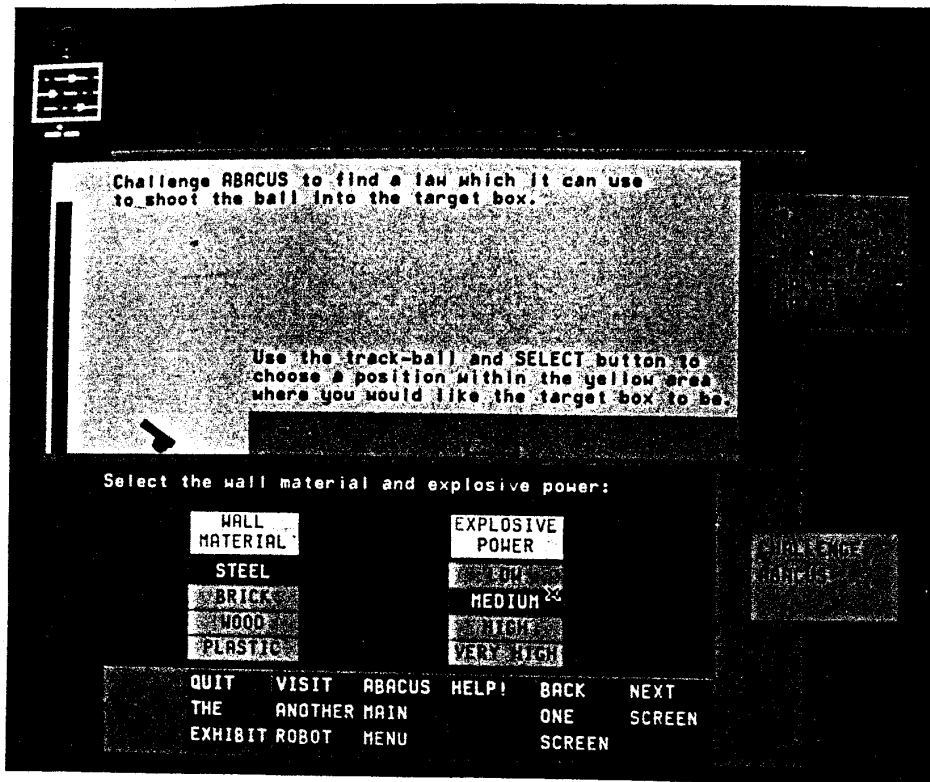 Challenge ABACUS to find a law which it can use
to shoot the ball into the target box.
Use the track-ball and SELECT button to
choose a position within the yellow area
where you would like the target box to be.
Select the wall material and explosive power:
WALL
MATERIAL
STEEL
BRICK
WOOD
PLASTIC
EXPLOSIVE
POWER
LOW
MEDIUM
HIGH
VERY HIGH
CHALLENGE
ABACUS
QUIT
THE
EXHIBIT
VISIT
ANOTHER
ROBOT
ABACUS
MAIN
MENU
HELP!
BACK
ONE
SCREEN
NEXT
SCREEN